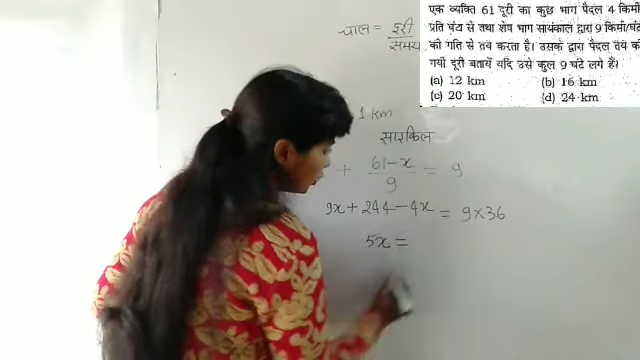 एक व्यक्ति 61 दूरी का कुछ भाग पैदल 4 किमी
प्रति घंटा से तथा शेष भाग सायंकाल द्वारा 9 किमी/घंटे
की गति से तय करता है। उसके द्वारा पैदल तय की
गयी दूरी बतायें यदि उसे कुल 9 घंटे लगे हैं।
(a) 12 km (b) 16 km
(c) 20 km (d) 24 km
चाल = दूरी / समय
1 km
साइकिल
+ 61-x / 9 = 9
9x + 244 - 4x = 9×36
5x =